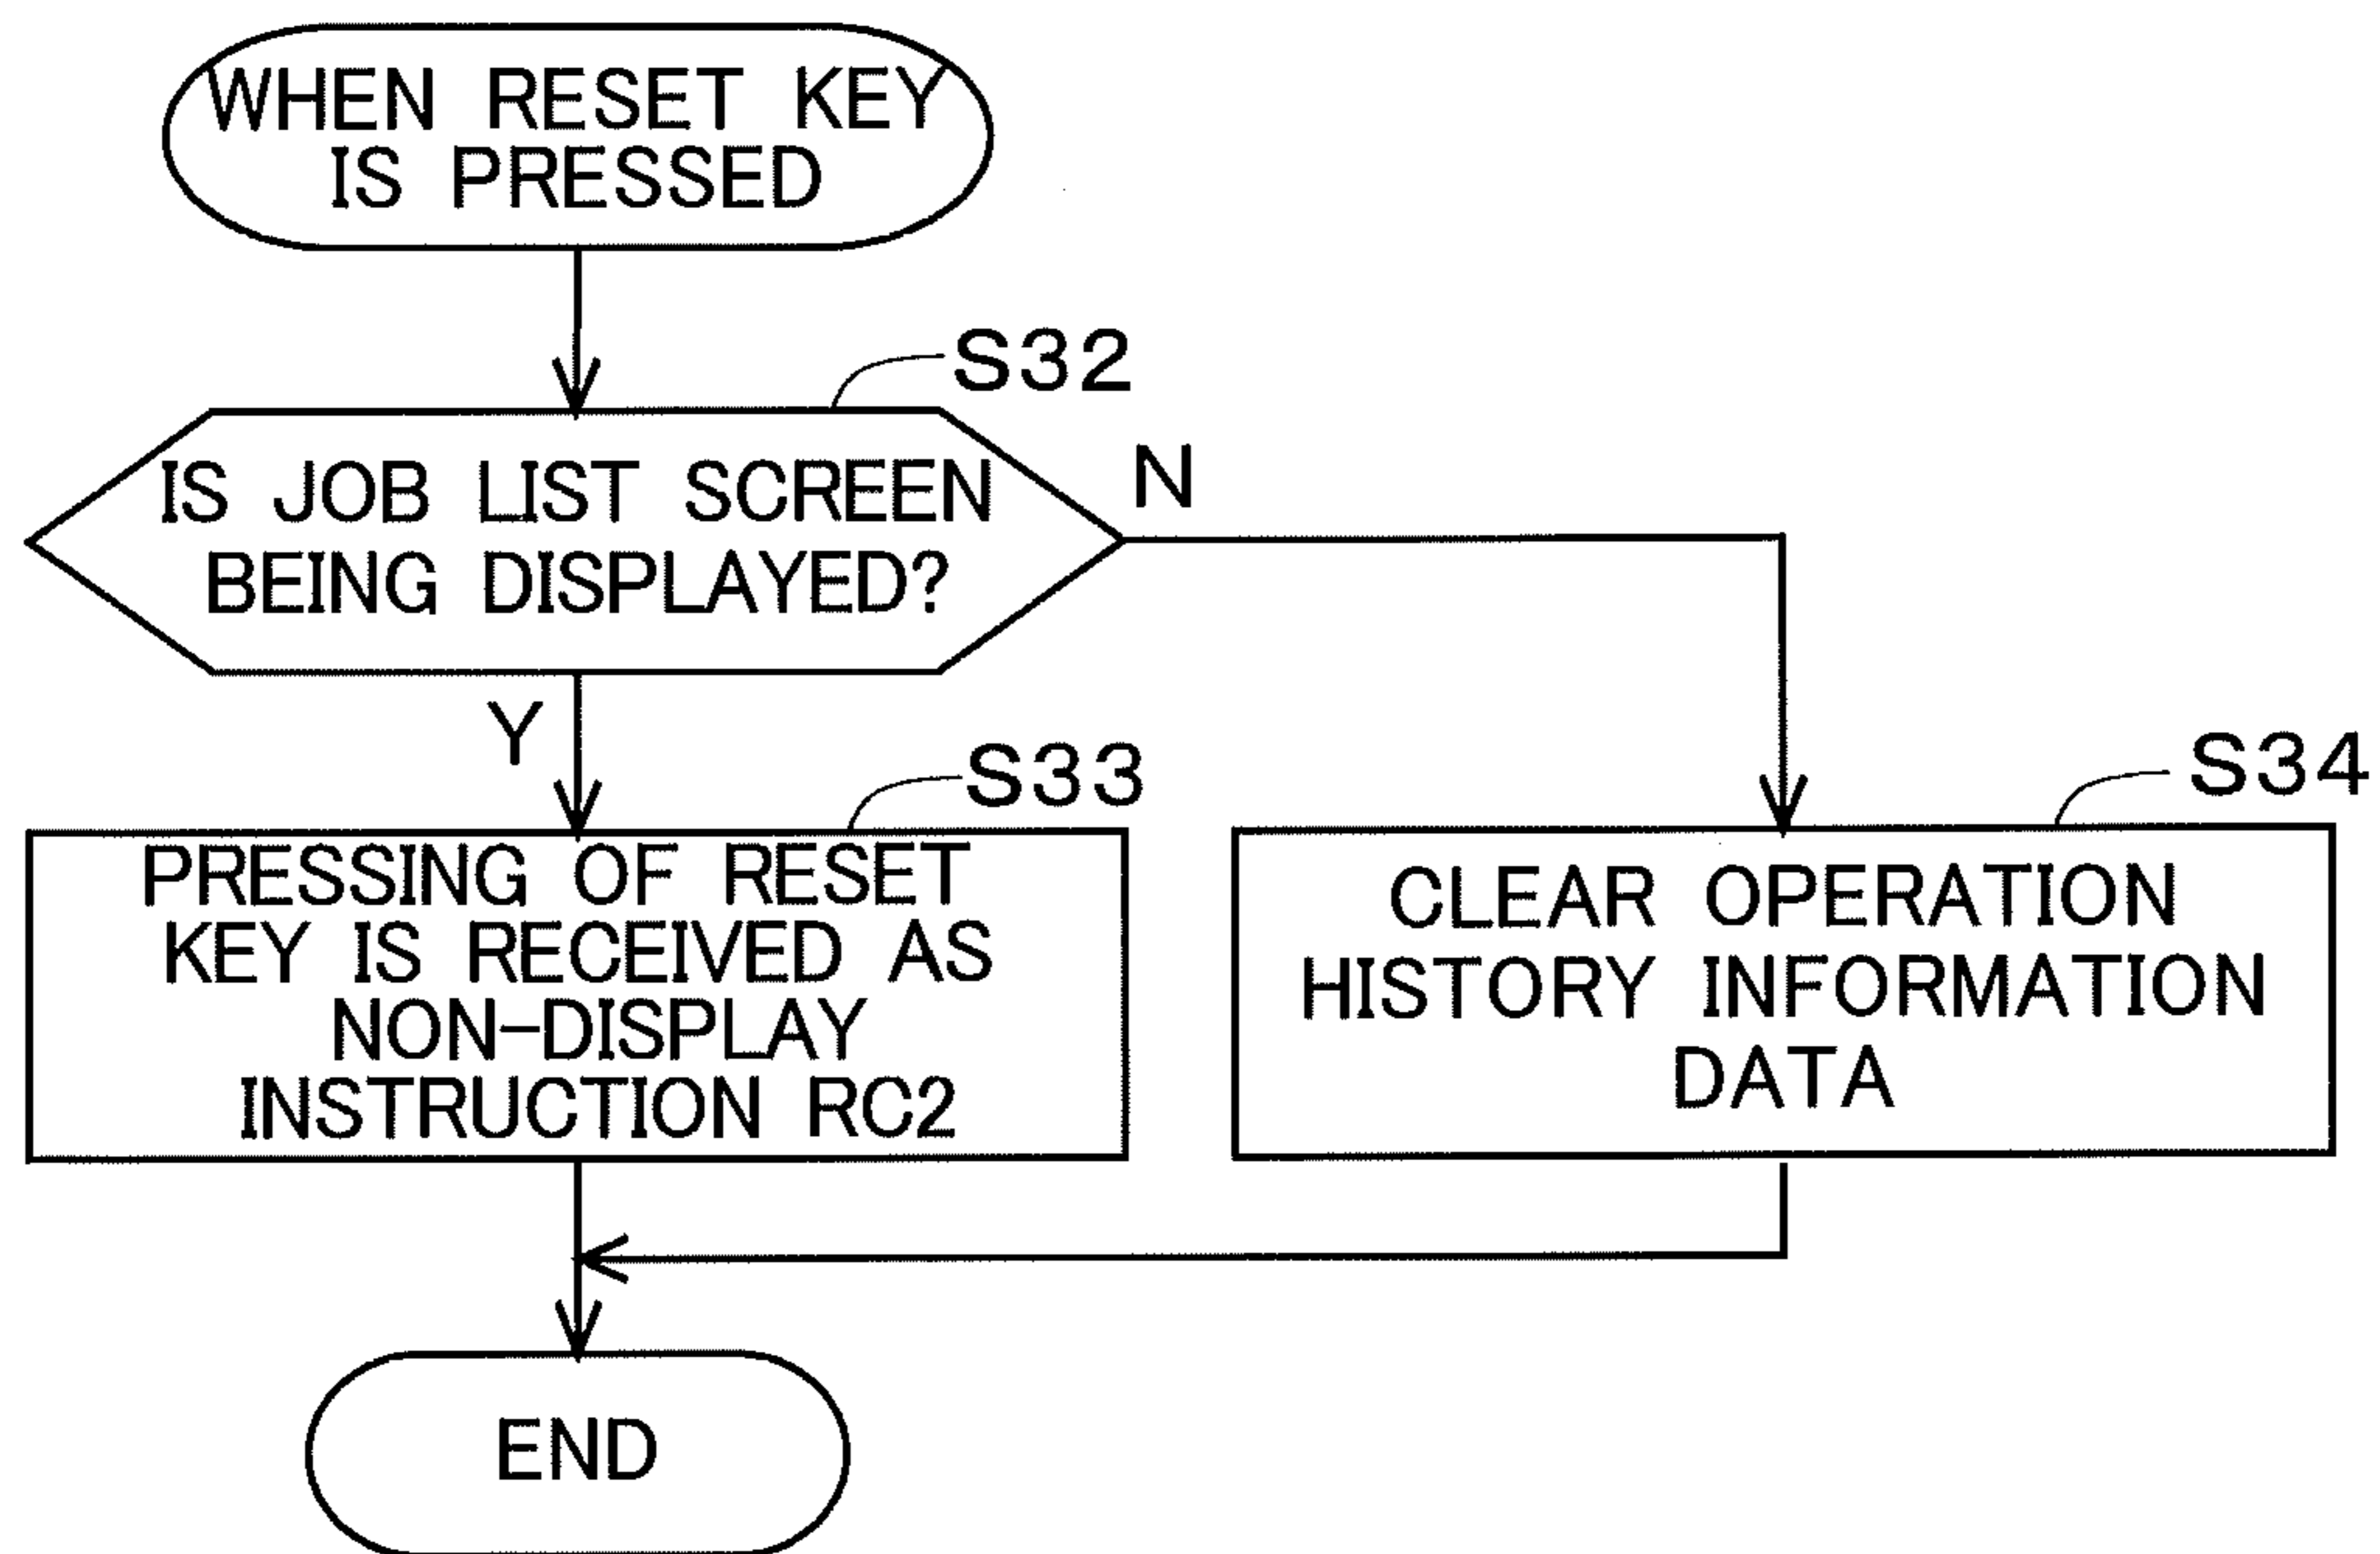 WHEN RESET KEY
IS PRESSED
S32
IS JOB LIST SCREEN
BEING DISPLAYED?
N
Y
S33
PRESSING OF RESET
KEY IS RECEIVED AS
NON-DISPLAY
INSTRUCTION RC2
S34
CLEAR OPERATION
HISTORY INFORMATION
DATA
END